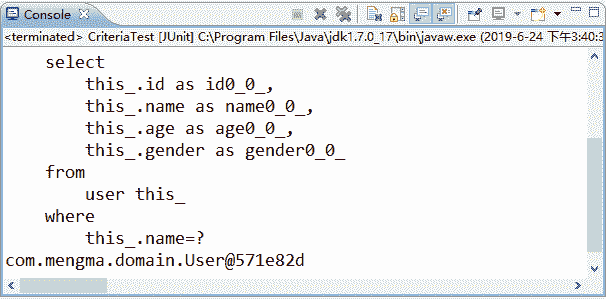 Console
<terminated> CriteriaTest [JUnit] C:\Program Files\Java\jdk1.7.0_17\bin\javaw.exe (2019-6-24 下午3:40:3
select
this_.id as id0_0_,
this_.name as name0_0_,
this_.age as age0_0_,
this_.gender as gender0_0_
from
user this_
where
this_.name=?
com.mengma.domain.User@571e82d